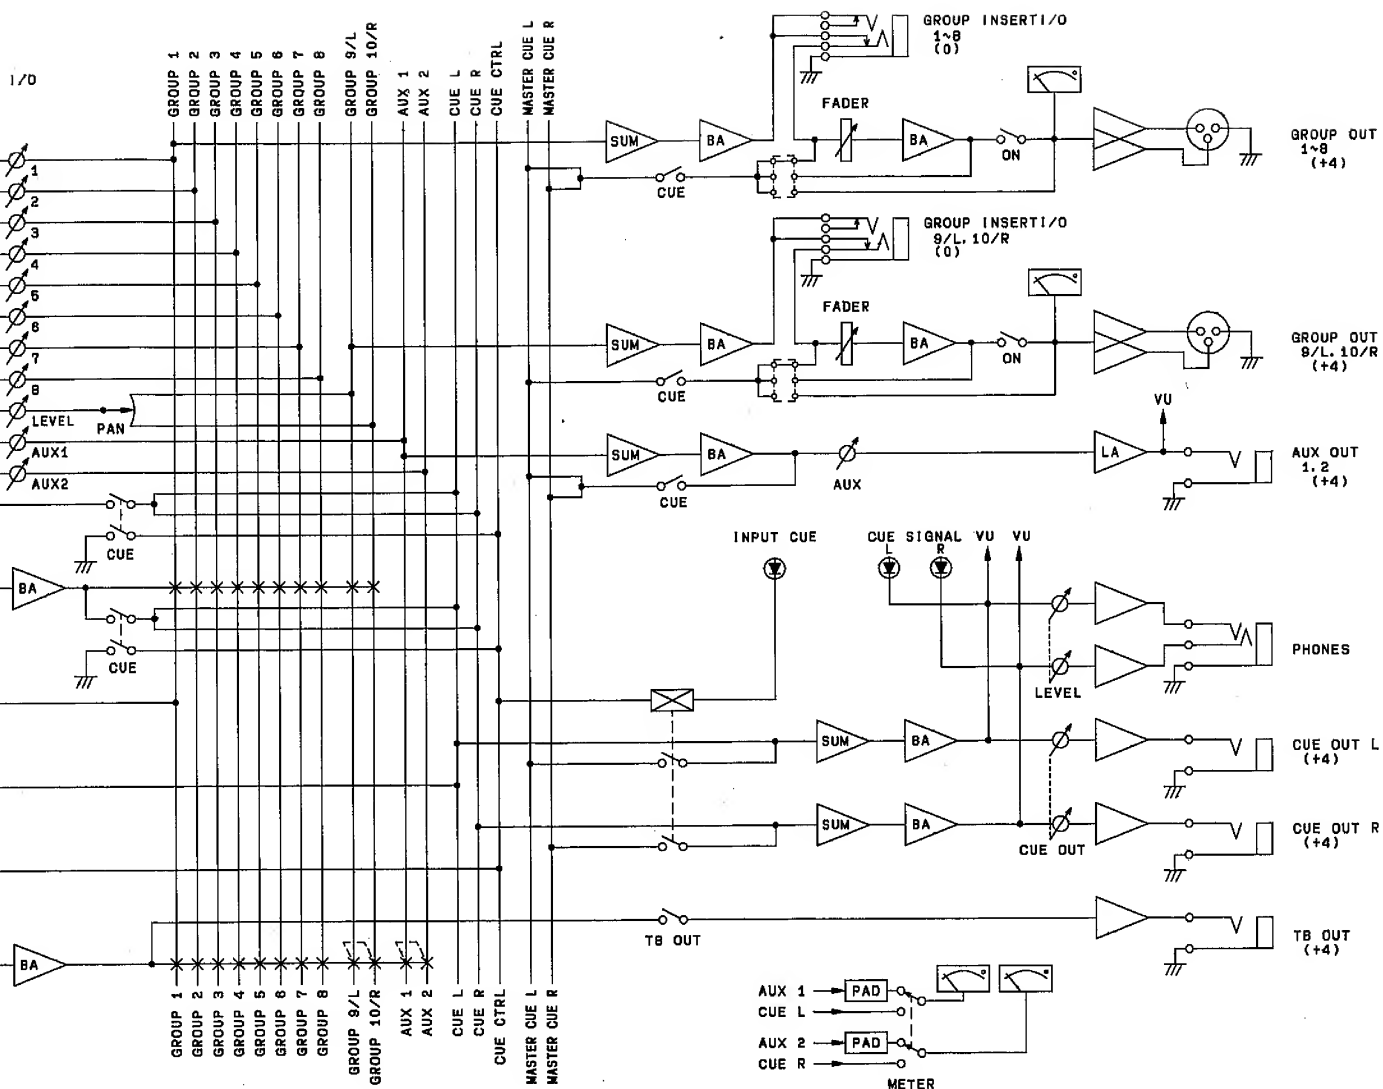 I/O
GROUP 1
GROUP 2
GROUP 3
GROUP 4
GROUP 5
GROUP 6
GROUP 7
GROUP 8
GROUP 9/L
GROUP 10/R
AUX 1
AUX 2
CUE L
CUE R
CUE CTRL
MASTER CUE L
MASTER CUE R
GROUP INSERT I/O
1~8
(0)
FADER
SUM
BA
BA
ON
CUE
GROUP OUT
1~8
(+4)
1
2
3
4
5
6
7
8
LEVEL
PAN
AUX1
AUX2
GROUP INSERT I/O
9/L. 10/R
(0)
FADER
SUM
BA
BA
ON
CUE
GROUP OUT
9/L. 10/R
(+4)
SUM
BA
AUX
CUE
LA
VU
AUX OUT
1. 2
(+4)
CUE
BA
CUE
INPUT CUE
CUE SIGNAL
L
R
VU
VU
LEVEL
PHONES
SUM
BA
CUE OUT L
(+4)
SUM
BA
CUE OUT
CUE OUT R
(+4)
BA
TB OUT
TB OUT
(+4)
GROUP 1
GROUP 2
GROUP 3
GROUP 4
GROUP 5
GROUP 6
GROUP 7
GROUP 8
GROUP 9/L
GROUP 10/R
AUX 1
AUX 2
CUE L
CUE R
CUE CTRL
MASTER CUE L
MASTER CUE R
AUX 1
PAD
CUE L
AUX 2
PAD
CUE R
METER